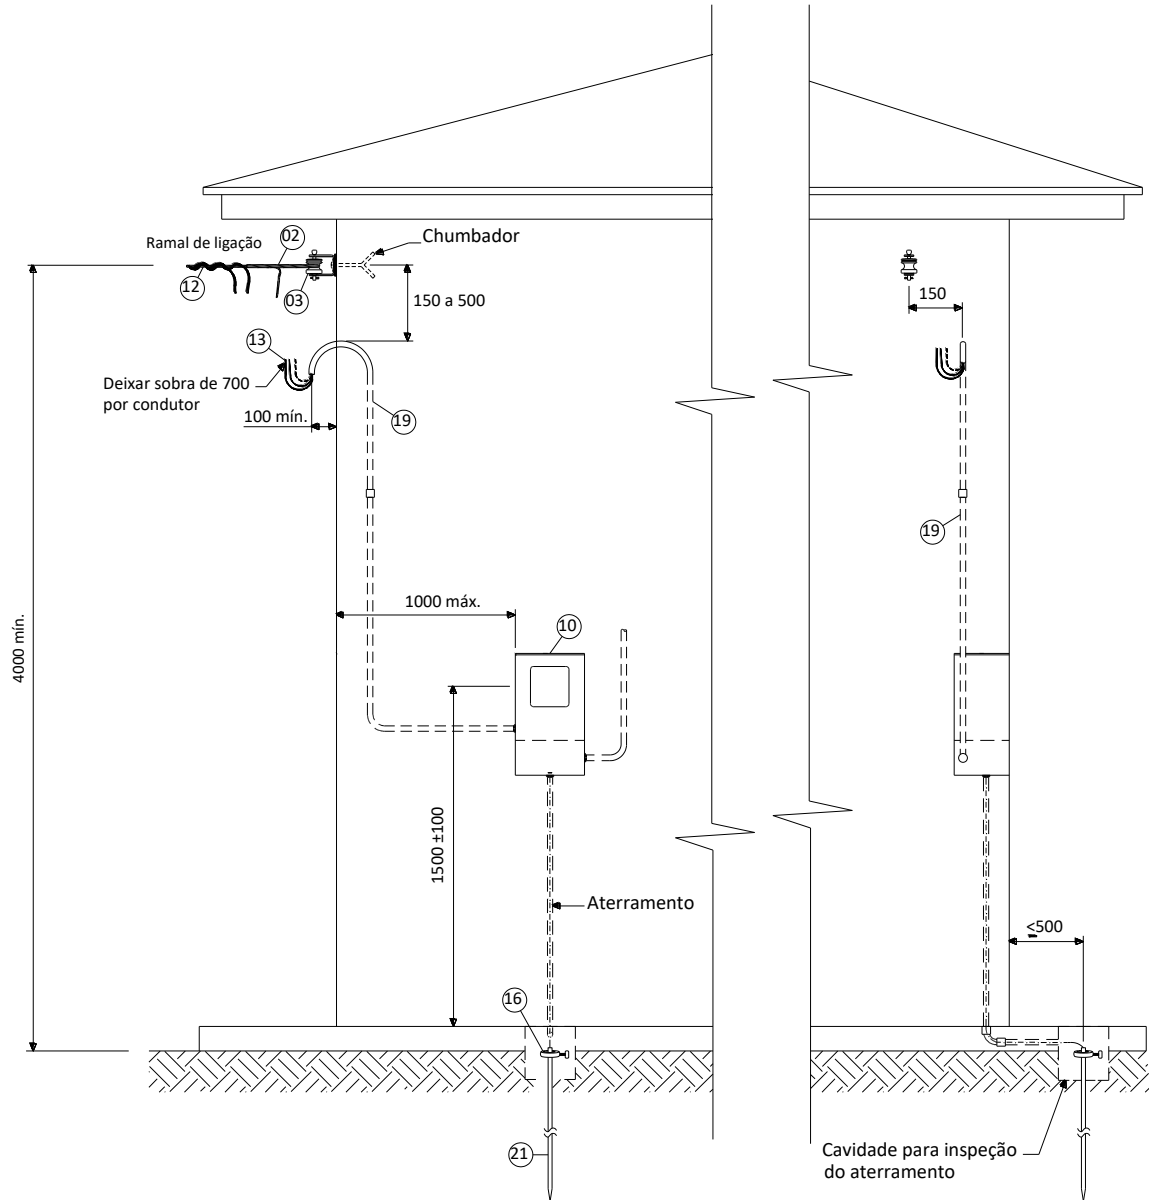 Ramal de ligação
02
Chumbador
12
03
150 a 500
150
13
Deixar sobra de 700
por condutor
100 mín.
19
19
1000 máx.
10
4000 mín.
1500 ±100
Aterramento
≤500
16
21
Cavidade para inspeção
do aterramento